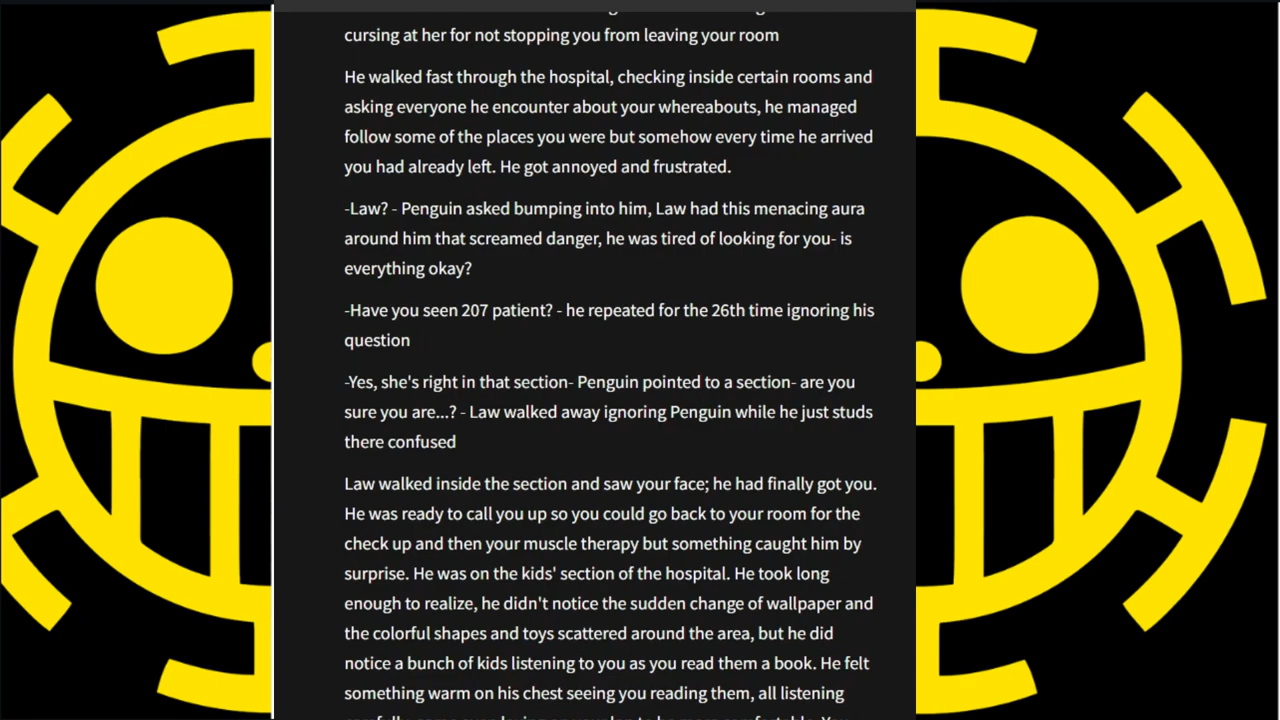 cursing at her for not stopping you from leaving your room
He walked fast through the hospital, checking inside certain rooms and
asking everyone he encounter about your whereabouts, he managed
follow some of the places you were but somehow every time he arrived
you had already left. He got annoyed and frustrated.
-Law? - Penguin asked bumping into him, Law had this menacing aura
around him that screamed danger, he was tired of looking for you- is
everything okay?
-Have you seen 207 patient? - he repeated for the 26th time ignoring his
question
-Yes, she's right in that section- Penguin pointed to a section- are you
sure you are...? - Law walked away ignoring Penguin while he just studs
there confused
Law walked inside the section and saw your face; he had finally got you.
He was ready to call you up so you could go back to your room for the
check up and then your muscle therapy but something caught him by
surprise. He was on the kids' section of the hospital. He took long
enough to realize, he didn't notice the sudden change of wallpaper and
the colorful shapes and toys scattered around the area, but he did
notice a bunch of kids listening to you as you read them a book. He felt
something warm on his chest seeing you reading them, all listening